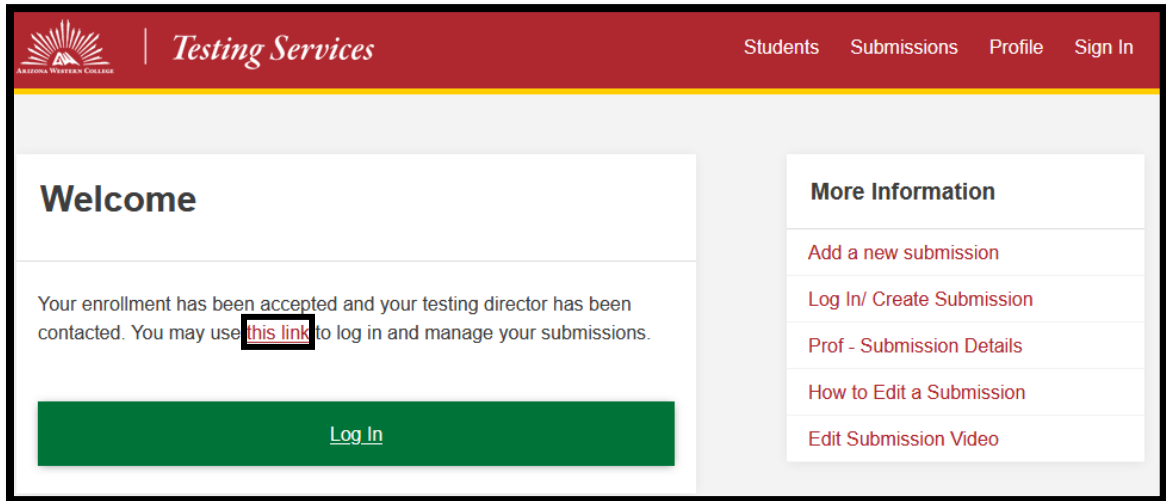 ARIZONA WESTERN COLLEGE
Testing Services
Students Submissions Profile Sign In
Welcome
Your enrollment has been accepted and your testing director has been
contacted. You may use this link to log in and manage your submissions.
Log In
More Information
Add a new submission
Log In/ Create Submission
Prof - Submission Details
How to Edit a Submission
Edit Submission Video